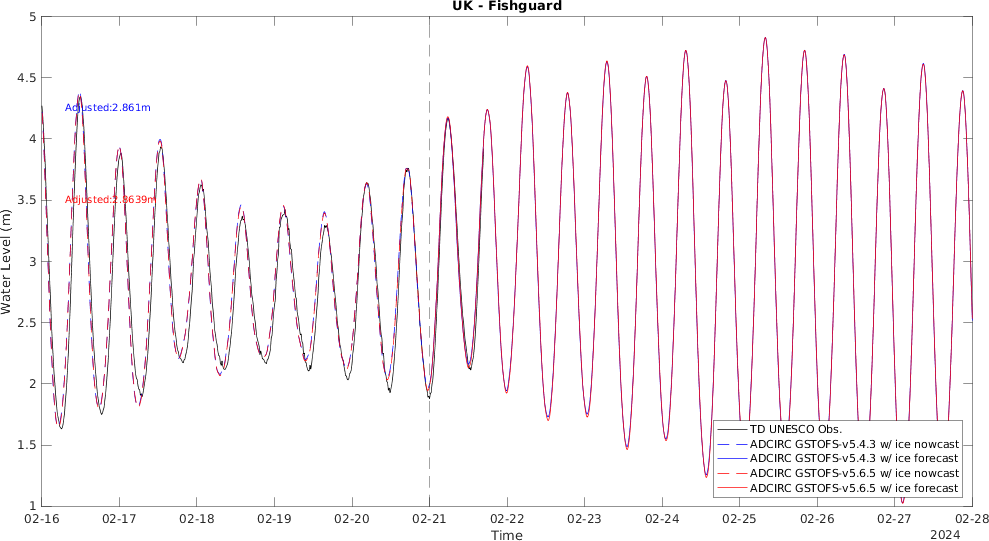 UK - Fishguard
5
4.5
4
3.5
3
2.5
2
1.5
1
Water Level (m)
Adjusted:2.861m
Adjusted:2.8639m
TD UNESCO Obs.
ADCIRC GSTOFS-v5.4.3 w/ ice nowcast
ADCIRC GSTOFS-v5.4.3 w/ ice forecast
ADCIRC GSTOFS-v5.6.5 w/ ice nowcast
ADCIRC GSTOFS-v5.6.5 w/ ice forecast
02-16 02-17 02-18 02-19 02-20 02-21 02-22 02-23 02-24 02-25 02-26 02-27 02-28
Time
2024